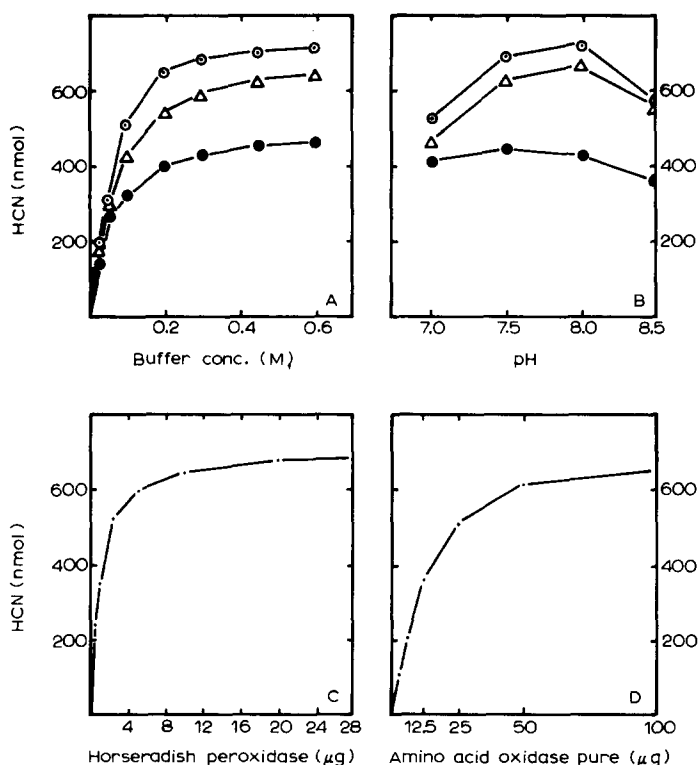 600
400
200
HCN (nmol)
A
0.2 0.4 0.6
Buffer conc. (M)
600
400
200
B
7.0 7.5 8.0 8.5
pH
600
400
200
HCN (nmol)
C
4 8 12 16 20 24 28
Horseradish peroxidase (μg)
600
400
200
D
12.5 25 50 100
Amino acid oxidase pure (μg)